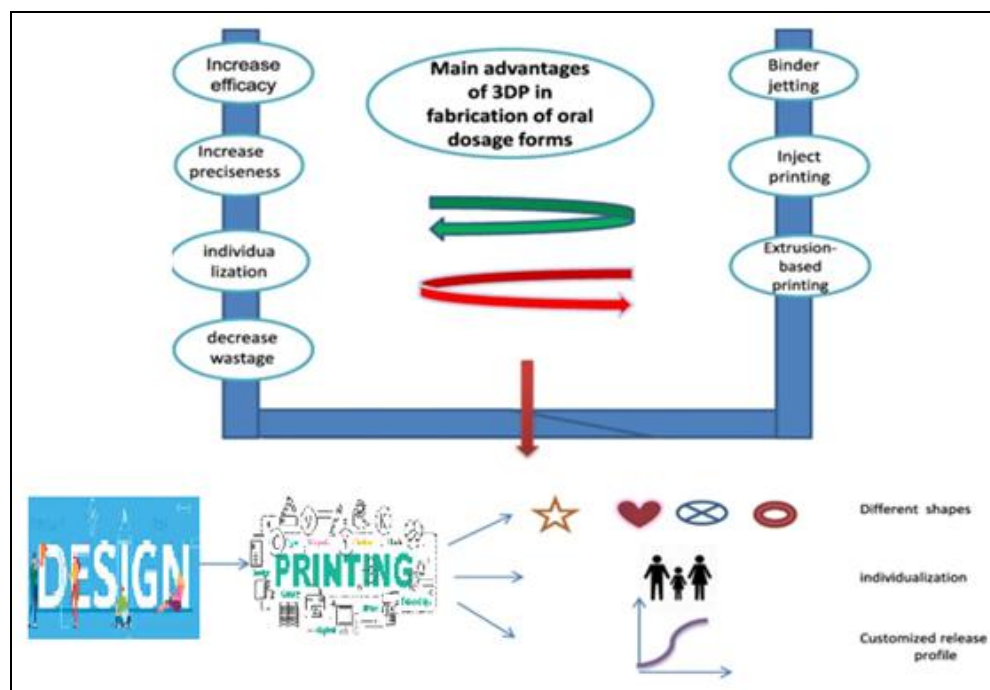 Increase
efficacy
Increase
preciseness
individua
lization
decrease
wastage
Main advantages
of 3DP in
fabrication of oral
dosage forms
Binder
jetting
Inject
printing
Extrusion-
based
printing
DESIGN
PRINTING
Different shapes
individualization
Customized release
profile